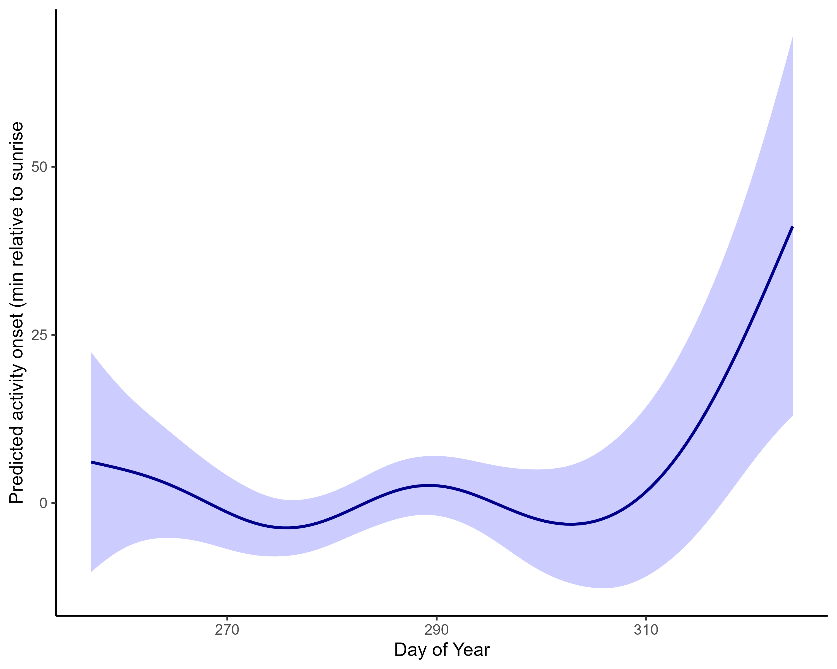 Predicted activity onset (min relative to sunrise
50
25
0
270 290 310
Day of Year